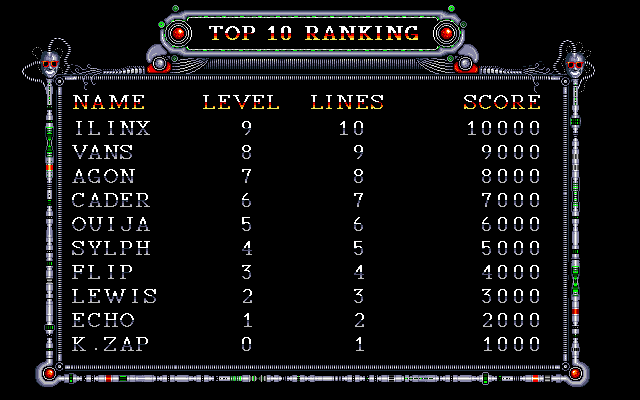 TOP 10 RANKING
NAME LEVEL LINES SCORE
ILINX 9 10 10000
VANS 8 9 9000
AGON 7 8 8000
CADER 6 7 7000
OUIJA 5 6 6000
SYLPH 4 5 5000
FLIP 3 4 4000
LEWIS 2 3 3000
ECHO 1 2 2000
K.ZAP 0 1 1000